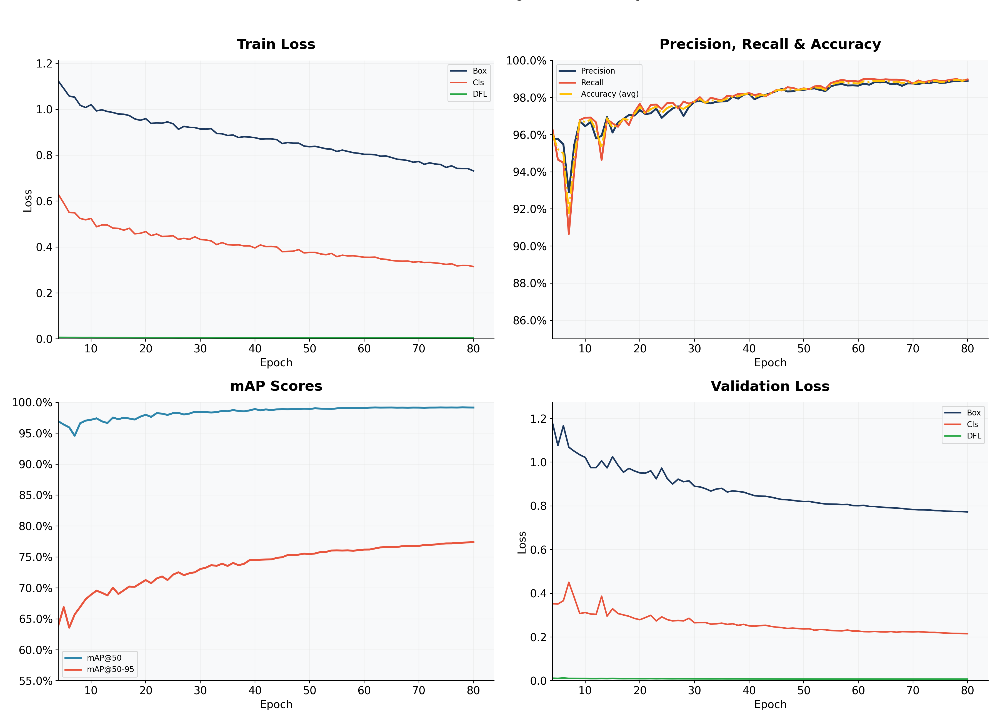 Train Loss
1.2
1.0
0.8
0.6
0.4
0.2
0.0
Loss
Box
Cls
DFL
10 20 30 40 50 60 70 80
Epoch
Precision, Recall & Accuracy
100.0%
98.0%
96.0%
94.0%
92.0%
90.0%
88.0%
86.0%
Precision
Recall
Accuracy (avg)
10 20 30 40 50 60 70 80
Epoch
mAP Scores
100.0%
95.0%
90.0%
85.0%
80.0%
75.0%
70.0%
65.0%
60.0%
55.0%
mAP@50
mAP@50-95
10 20 30 40 50 60 70 80
Epoch
Validation Loss
1.2
1.0
0.8
0.6
0.4
0.2
0.0
Loss
Box
Cls
DFL
10 20 30 40 50 60 70 80
Epoch